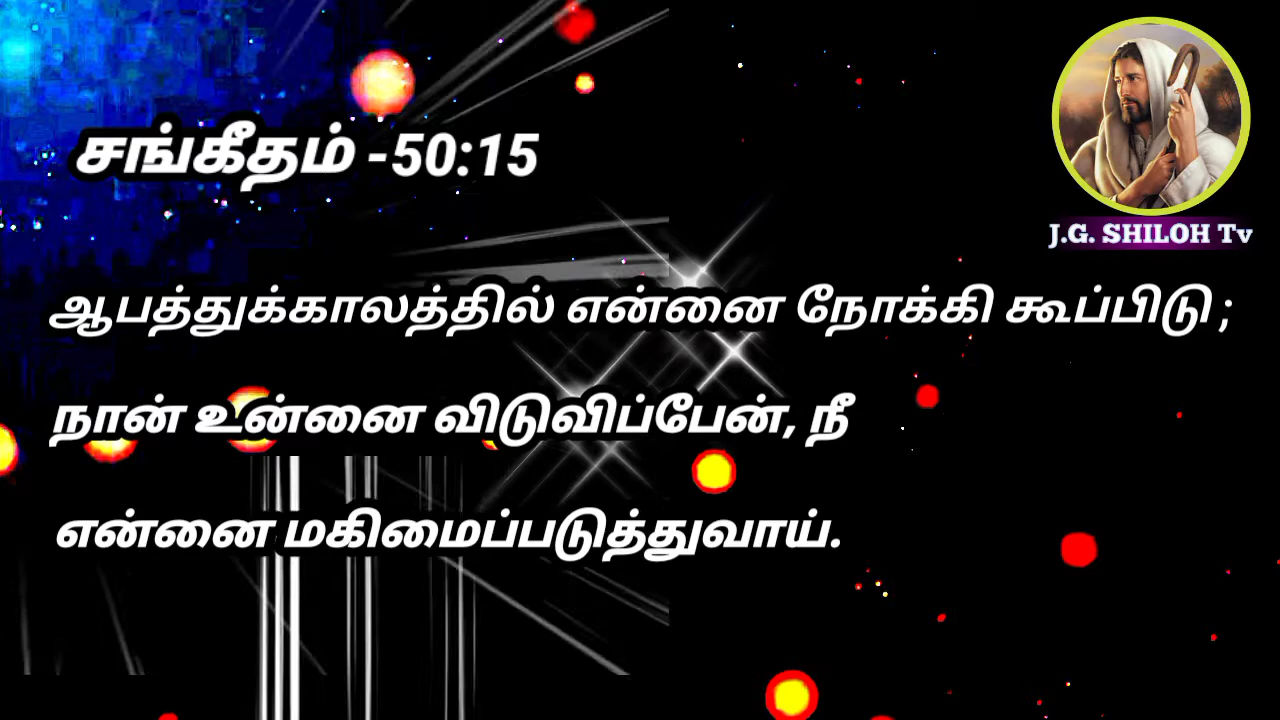 சங்கீதம் -50:15
J.G. SHILOH Tv
ஆபத்துக்காலத்தில் என்னை நோக்கி கூப்பிடு ;
நான் உன்னை விடுவிப்பேன், நீ
என்னை மகிமைப்படுத்துவாய்.